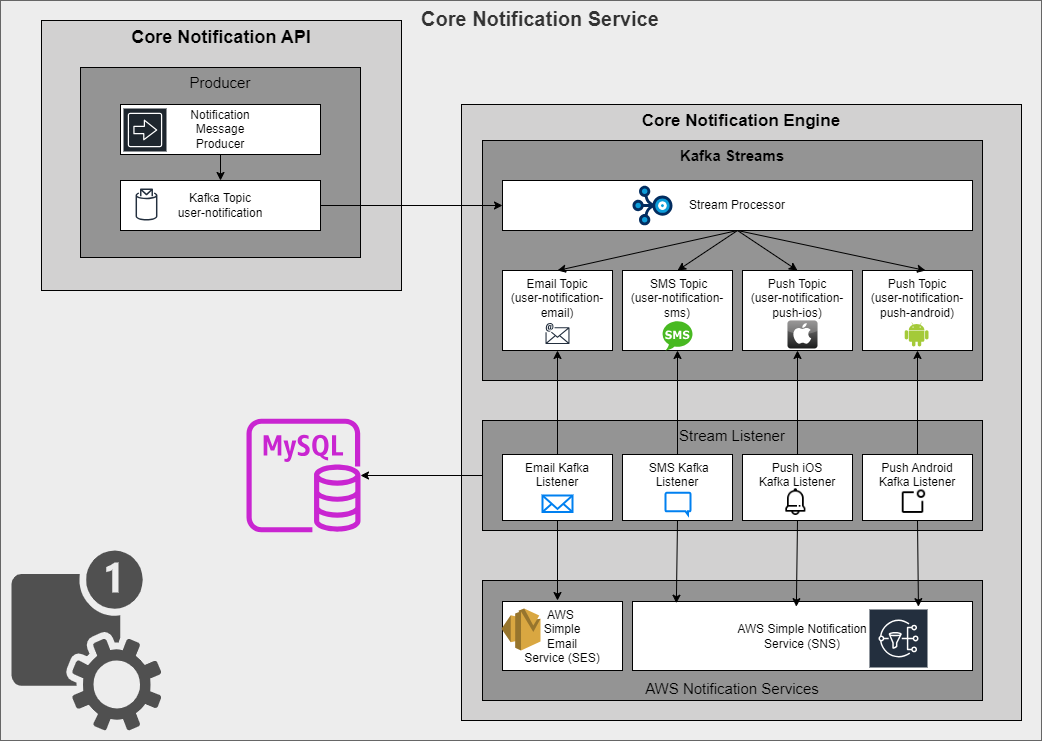 Core Notification Service
Core Notification API
Producer
Notification
Message
Producer
Kafka Topic
user-notification
Core Notification Engine
Kafka Streams
Stream Processor
Email Topic
(user-notification-
email)
@
SMS Topic
(user-notification-
sms)
SMS
Push Topic
(user-notification-
push-ios)
Push Topic
(user-notification-
push-android)
MySQL
Stream Listener
Email Kafka
Listener
SMS Kafka
Listener
Push iOS
Kafka Listener
Push Android
Kafka Listener
1
AWS
Simple
Email
Service (SES)
AWS Simple Notification
Service (SNS)
AWS Notification Services